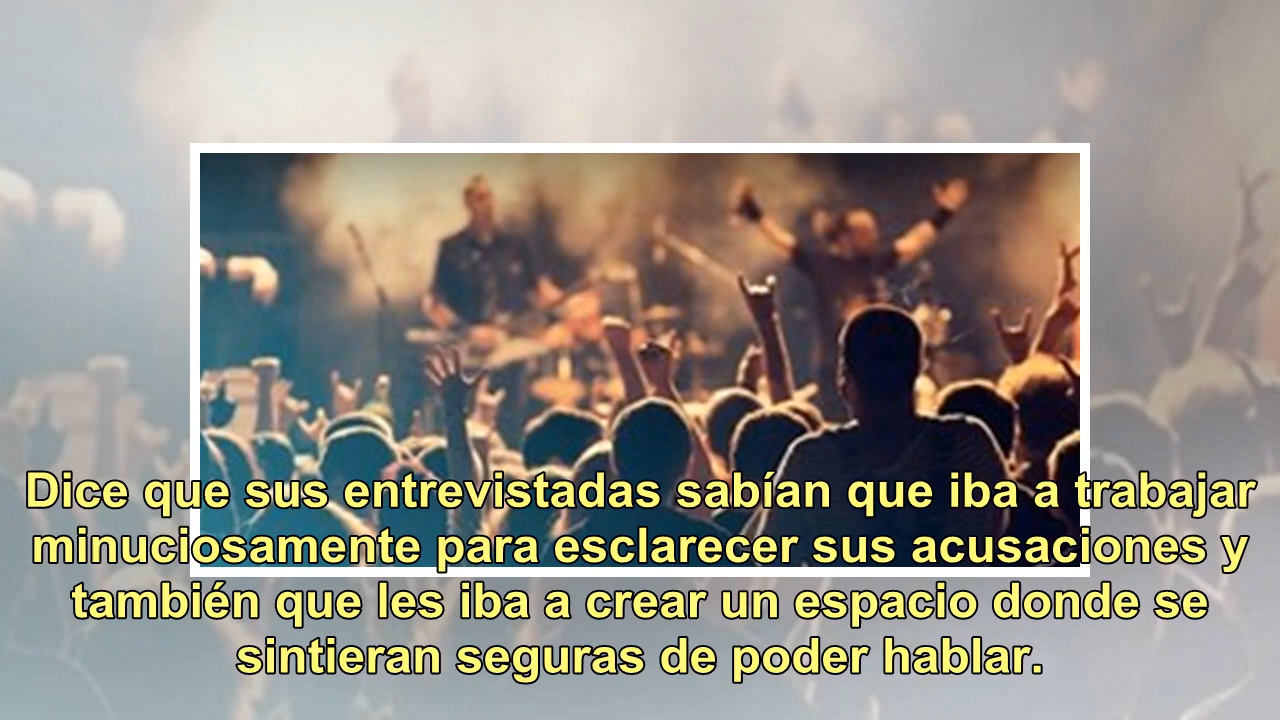 Dice que sus entrevistadas sabían que iba a trabajar
minuciosamente para esclarecer sus acusaciones y
también que les iba a crear un espacio donde se
sintieran seguras de poder hablar.